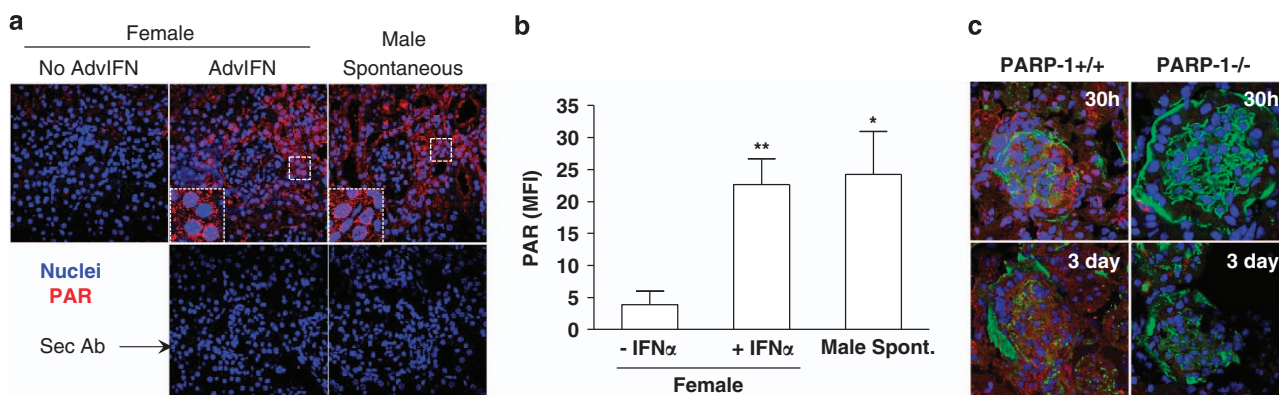 a
Female
Male
No AdvIFN
AdvIFN
Spontaneous
Nuclei
PAR
Sec Ab
b
PAR (MFI)
35
30
25
20
15
10
5
0
**
*
- IFNα
+ IFNα
Male Spont.
Female
c
PARP-1+/+
PARP-1-/-
30h
30h
3 day
3 day